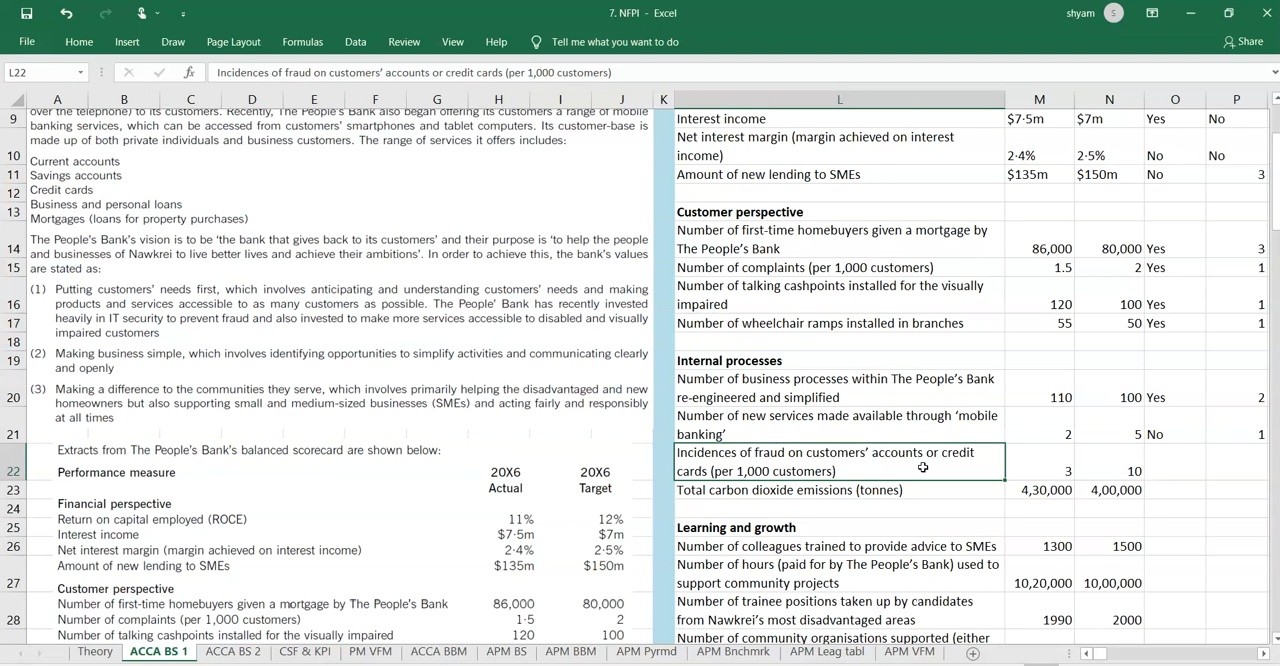 7. NFPI - Excel
shyam
S
File Home Insert Draw Page Layout Formulas Data Review View Help Tell me what you want to do
Share
L22
fx
Incidences of fraud on customers' accounts or credit cards (per 1,000 customers)
A B C D E F G H I J K L M N O P
9
over the telephone) to its customers. Recently, The People's Bank also began offering its customers a range of mobile
banking services, which can be accessed from customers' smartphones and tablet computers. Its customer-base is
made up of both private individuals and business customers. The range of services it offers includes:
10
Current accounts
11
Savings accounts
12
Credit cards
13
Business and personal loans
Mortgages (loans for property purchases)
14
The People's Bank's vision is to be 'the bank that gives back to its customers' and their purpose is 'to help the people
and businesses of Nawkrei to live better lives and achieve their ambitions'. In order to achieve this, the bank's values
15
are stated as:
(1) Putting customers' needs first, which involves anticipating and understanding customers' needs and making
16
products and services accessible to as many customers as possible. The People' Bank has recently invested
17
heavily in IT security to prevent fraud and also invested to make more services accessible to disabled and visually
impaired customers
18
19
(2) Making business simple, which involves identifying opportunities to simplify activities and communicating clearly
and openly
20
(3) Making a difference to the communities they serve, which involves primarily helping the disadvantaged and new
homeowners but also supporting small and medium-sized businesses (SMEs) and acting fairly and responsibly
at all times
21
Extracts from The People's Bank's balanced scorecard are shown below:
22
Performance measure 20X6 20X6
23
Actual Target
24
Financial perspective
25
Return on capital employed (ROCE) 11% 12%
Interest income $7·5m $7m
26
Net interest margin (margin achieved on interest income) 2·4% 2·5%
Amount of new lending to SMEs $135m $150m
27
Customer perspective
Number of first-time homebuyers given a mortgage by The People's Bank 86,000 80,000
28
Number of complaints (per 1,000 customers) 1·5 2
Number of talking cashpoints installed for the visually impaired 120 100
Interest income $7·5m $7m Yes No
Net interest margin (margin achieved on interest
income) 2·4% 2·5% No No
Amount of new lending to SMEs $135m $150m No 3
Customer perspective
Number of first-time homebuyers given a mortgage by
The People's Bank 86,000 80,000 Yes 3
Number of complaints (per 1,000 customers) 1.5 2 Yes 1
Number of talking cashpoints installed for the visually
impaired 120 100 Yes 1
Number of wheelchair ramps installed in branches 55 50 Yes 1
Internal processes
Number of business processes within The People's Bank
re-engineered and simplified 110 100 Yes 2
Number of new services made available through 'mobile
banking' 2 5 No 1
Incidences of fraud on customers' accounts or credit
cards (per 1,000 customers) 3 10
Total carbon dioxide emissions (tonnes) 4,30,000 4,00,000
Learning and growth
Number of colleagues trained to provide advice to SMEs 1300 1500
Number of hours (paid for by The People's Bank) used to
support community projects 10,20,000 10,00,000
Number of trainee positions taken up by candidates
from Nawkrei's most disadvantaged areas 1990 2000
Number of community organisations supported (either
Theory ACCA BS 1 ACCA BS 2 CSF & KPI PM VFM ACCA BBM APM BS APM BBM APM Pyrmd APM Bnchmrk APM Leag tabl APM VFM